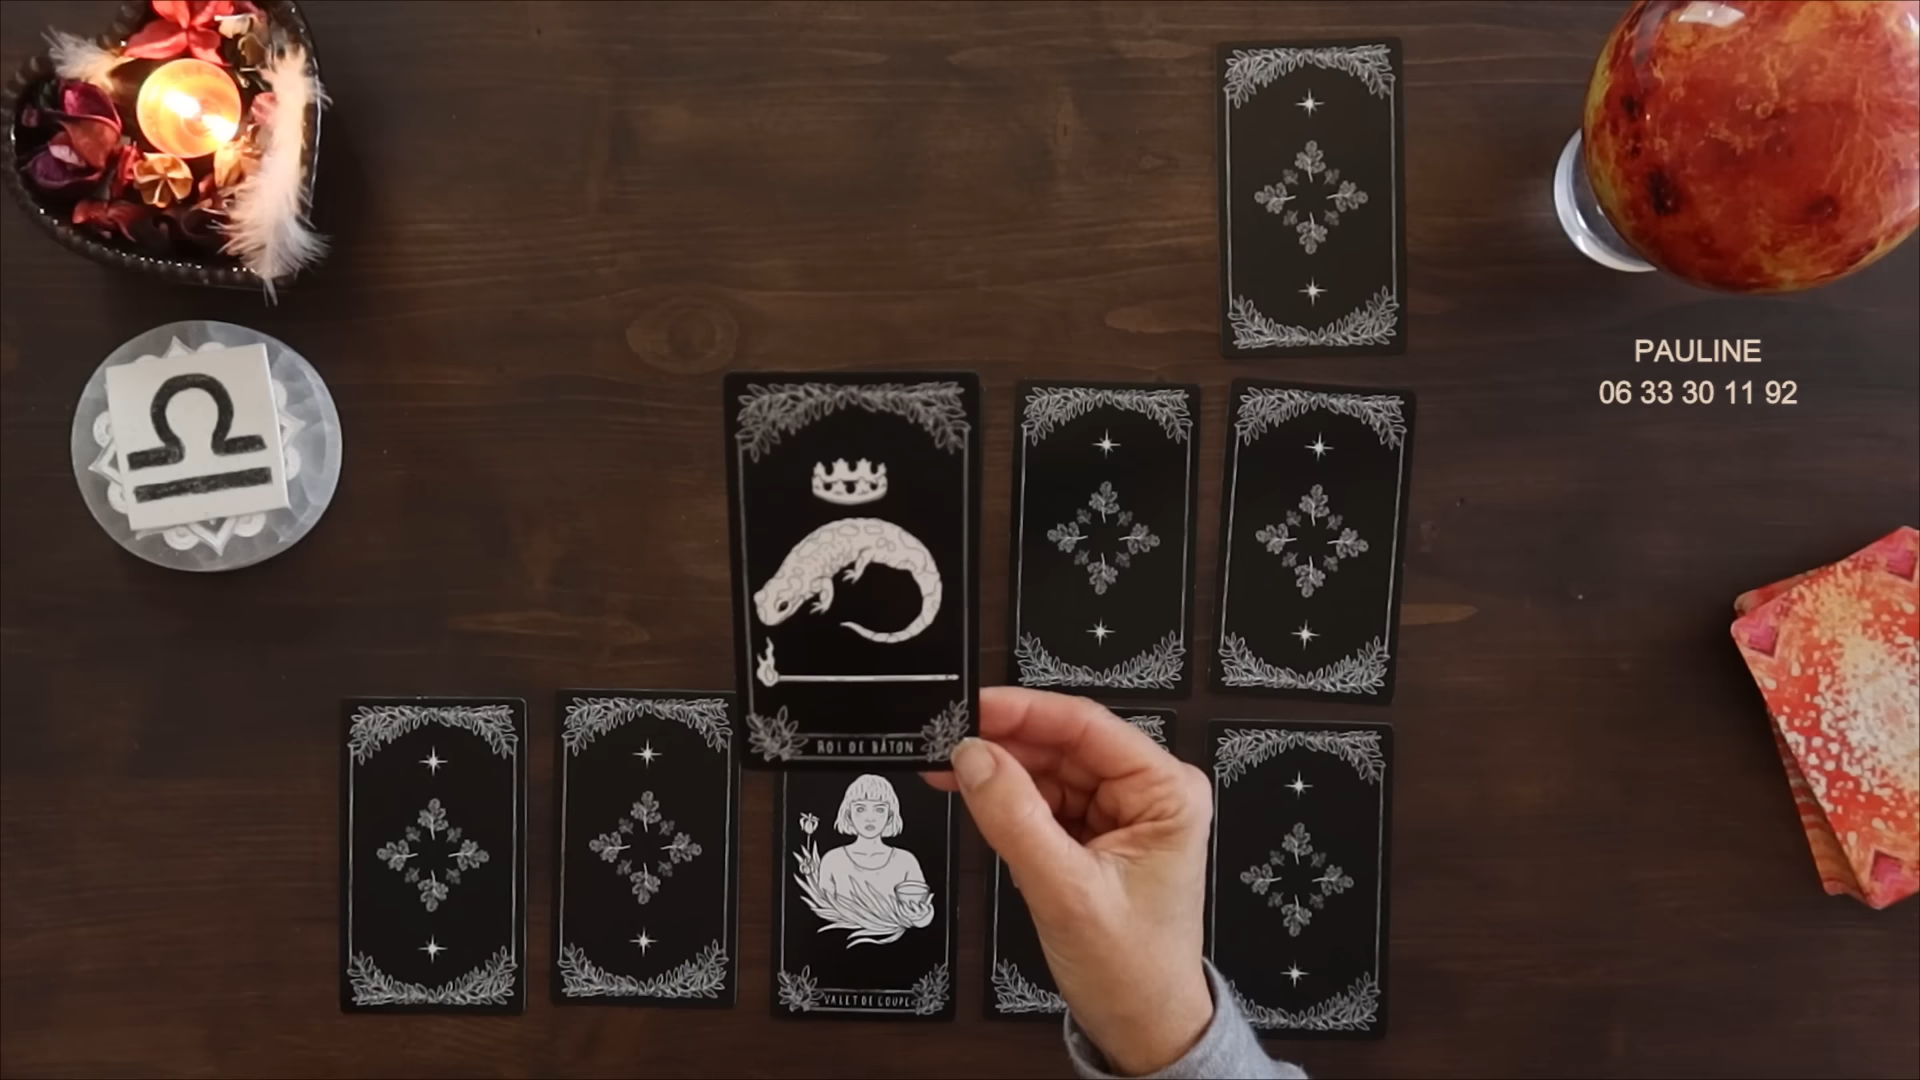 PAULINE
06 33 30 11 92
ROI DE BÂTON
VALET DE COUPE